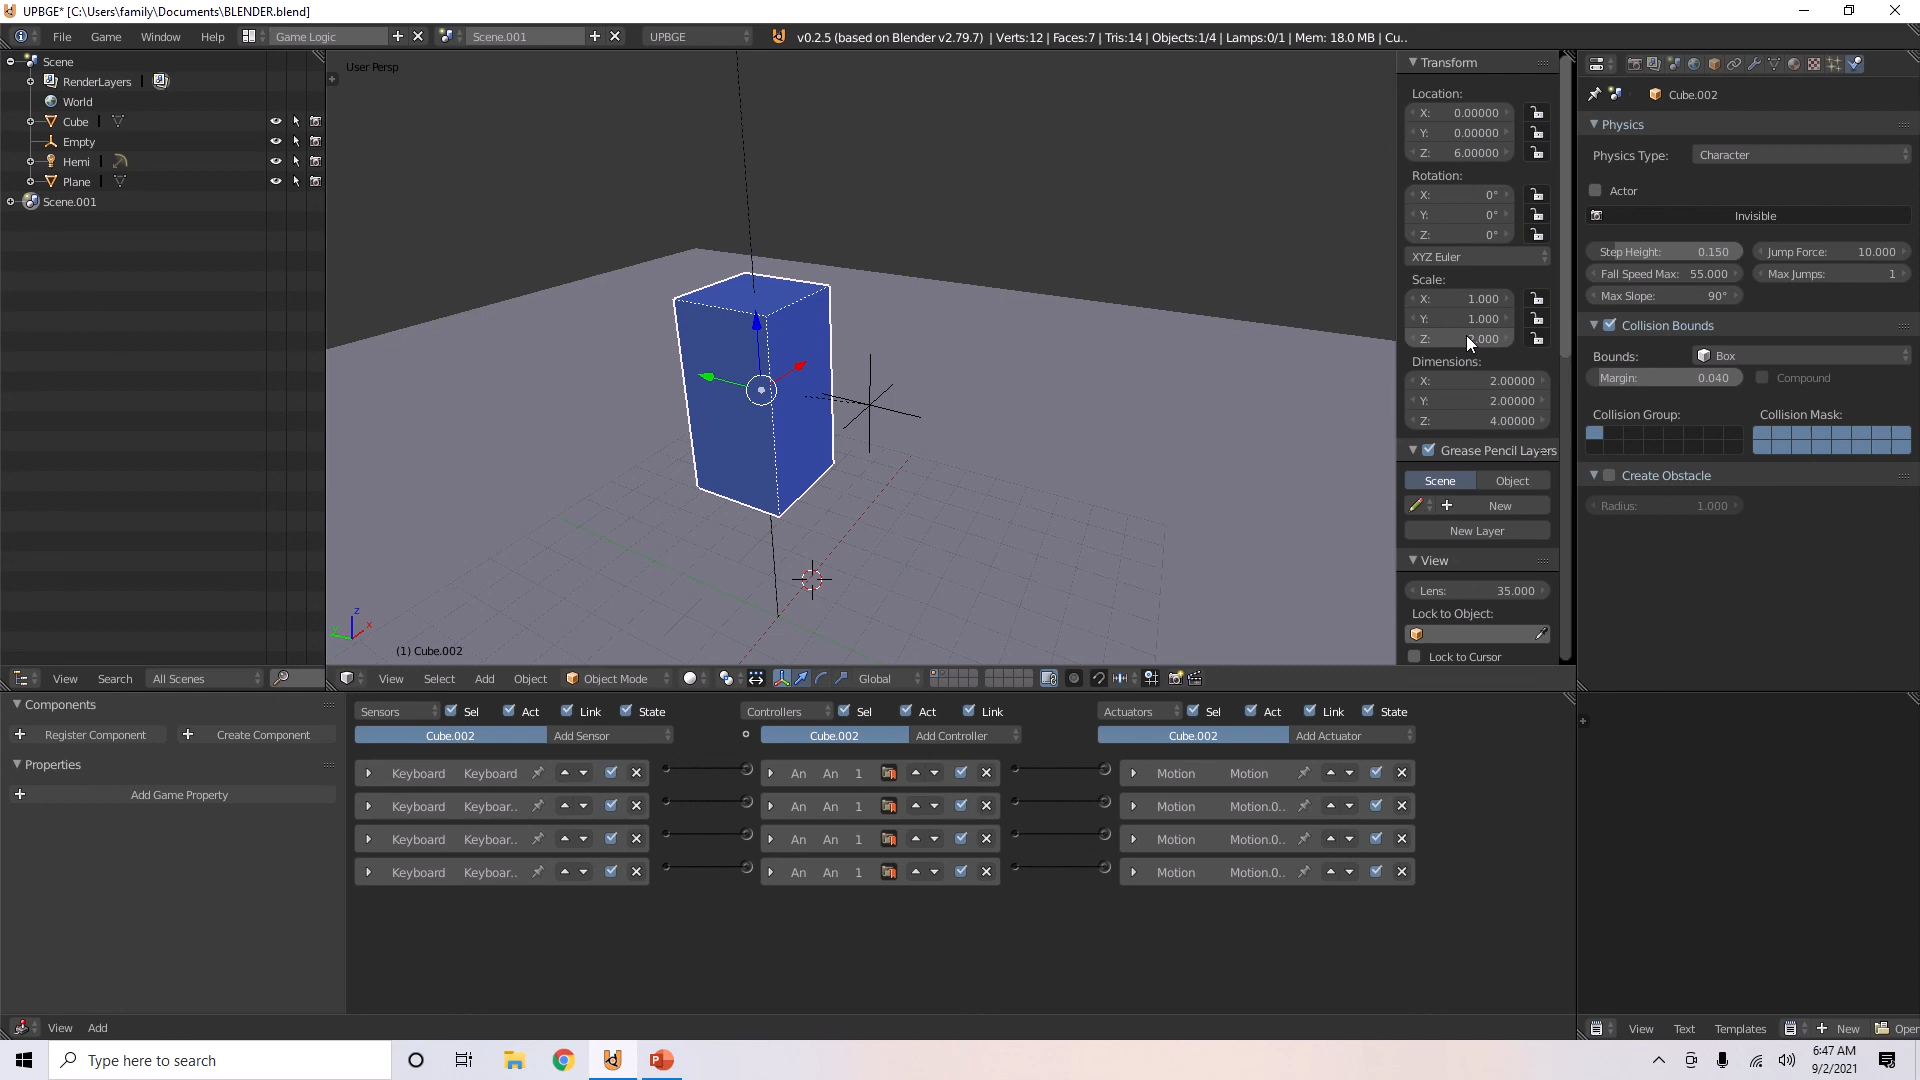 UPBGE* [C:\Users\family\Documents\BLENDER.blend]
File Game Window Help Game Logic Scene.001 UPBGE v0.2.5 (based on Blender v2.79.7) | Verts:12 | Faces:7 | Tris:14 | Objects:1/4 | Lamps:0/1 | Mem: 18.0 MB | Cu..
Scene
RenderLayers
World
Cube
Empty
Hemi
Plane
Scene.001
View Search All Scenes
User Persp
z
x
(1) Cube.002
View Select Add Object Object Mode Global
Transform
Location:
X: 0.00000
Y: 0.00000
Z: 6.00000
Rotation:
X: 0°
Y: 0°
Z: 0°
XYZ Euler
Scale:
X: 1.000
Y: 1.000
Z: .000
Dimensions:
X: 2.00000
Y: 2.00000
Z: 4.00000
Grease Pencil Layers
Scene Object
New
New Layer
View
Lens: 35.000
Lock to Object:
Lock to Cursor
Cube.002
Physics
Physics Type: Character
Actor
Invisible
Step Height: 0.150 Jump Force: 10.000
Fall Speed Max: 55.000 Max Jumps: 1
Max Slope: 90°
Collision Bounds
Bounds: Box
Margin: 0.040 Compound
Collision Group: Collision Mask:
Create Obstacle
Radius: 1.000
Components
Register Component Create Component
Properties
Add Game Property
View Add
Sensors Sel Act Link State Controllers Sel Act Link Actuators Sel Act Link State
Cube.002 Add Sensor Cube.002 Add Controller Cube.002 Add Actuator
Keyboard Keyboard An An 1 Motion Motion
Keyboard Keyboar.. An An 1 Motion Motion.0..
Keyboard Keyboar.. An An 1 Motion Motion.0..
Keyboard Keyboar.. An An 1 Motion Motion.0..
View Text Templates New Open
Type here to search
6:47 AM
9/2/2021